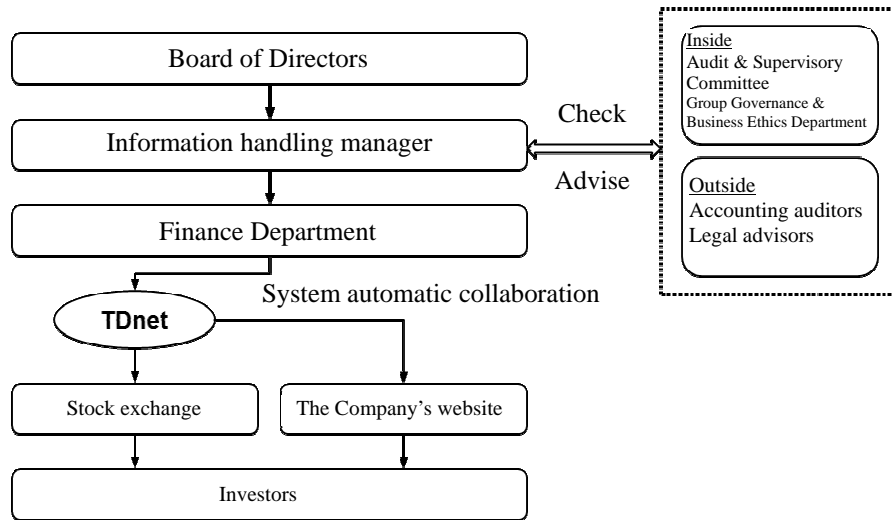 Board of Directors
Information handling manager
Finance Department
System automatic collaboration
TDnet
Stock exchange
The Company’s website
Investors
Check
Advise
Inside
Audit & Supervisory
Committee
Group Governance &
Business Ethics Department
Outside
Accounting auditors
Legal advisors